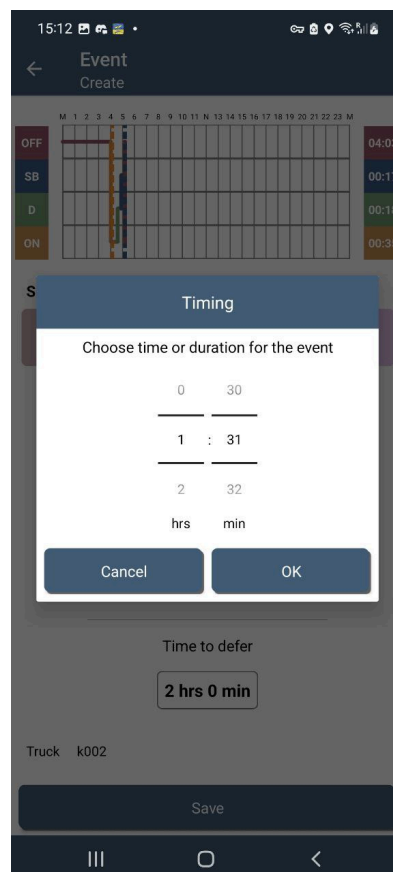 15:12
Event
Create
M 1 2 3 4 5 6 7 8 9 10 11 N 13 14 15 16 17 18 19 20 21 22 23 M
OFF
SB
D
ON
Timing
Choose time or duration for the event
0 30
1 : 31
2 32
hrs min
Cancel OK
Time to defer
2 hrs 0 min
Truck k002
Save